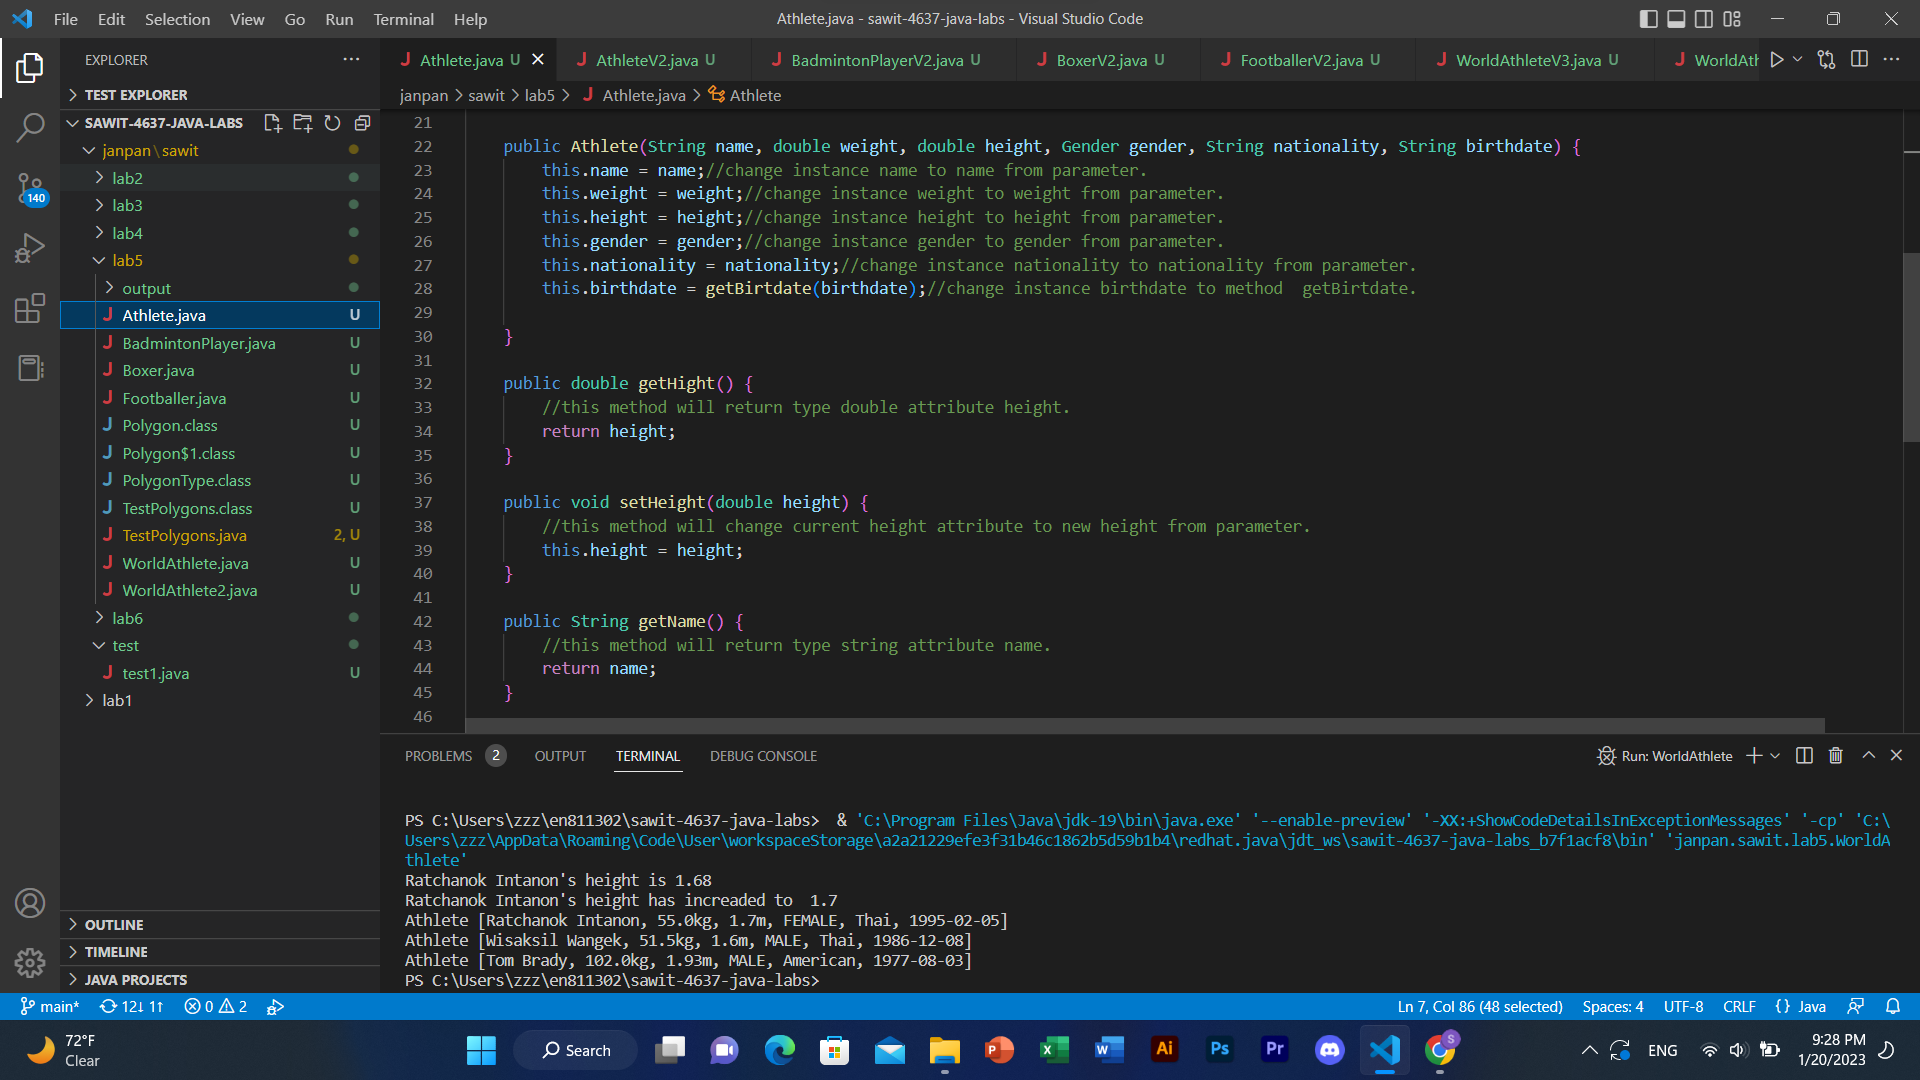 File Edit Selection View Go Run Terminal Help
Athlete.java - sawit-4637-java-labs - Visual Studio Code
EXPLORER
TEST EXPLORER
SAWIT-4637-JAVA-LABS
janpan\sawit
lab2
lab3
lab4
lab5
output
Athlete.java U
BadmintonPlayer.java U
Boxer.java U
Footballer.java U
Polygon.class U
Polygon$1.class U
PolygonType.class U
TestPolygons.class U
TestPolygons.java 2, U
WorldAthlete.java U
WorldAthlete2.java U
lab6
test
test1.java U
lab1
OUTLINE
TIMELINE
JAVA PROJECTS
140
Athlete.java U AthleteV2.java U BadmintonPlayerV2.java U BoxerV2.java U FootballerV2.java U WorldAthleteV3.java U WorldAth
janpan > sawit > lab5 > Athlete.java > Athlete
21
22 public Athlete(String name, double weight, double height, Gender gender, String nationality, String birthdate) {
23 this.name = name;//change instance name to name from parameter.
24 this.weight = weight;//change instance weight to weight from parameter.
25 this.height = height;//change instance height to height from parameter.
26 this.gender = gender;//change instance gender to gender from parameter.
27 this.nationality = nationality;//change instance nationality to nationality from parameter.
28 this.birthdate = getBirtdate(birthdate);//change instance birthdate to method  getBirtdate.
29
30 }
31
32 public double getHight() {
33 //this method will return type double attribute height.
34 return height;
35 }
36
37 public void setHeight(double height) {
38 //this method will change current height attribute to new height from parameter.
39 this.height = height;
40 }
41
42 public String getName() {
43 //this method will return type string attribute name.
44 return name;
45 }
46
PROBLEMS 2 OUTPUT TERMINAL DEBUG CONSOLE
Run: WorldAthlete
PS C:\Users\zzz\en811302\sawit-4637-java-labs>  & 'C:\Program Files\Java\jdk-19\bin\java.exe' '--enable-preview' '-XX:+ShowCodeDetailsInExceptionMessages' '-cp' 'C:\
Users\zzz\AppData\Roaming\Code\User\workspaceStorage\a2a21229efe3f31b46c1862b5d59b1b4\redhat.java\jdt_ws\sawit-4637-java-labs_b7f1acf8\bin' 'janpan.sawit.lab5.WorldA
thlete'
Ratchanok Intanon's height is 1.68
Ratchanok Intanon's height has increaded to  1.7
Athlete [Ratchanok Intanon, 55.0kg, 1.7m, FEMALE, Thai, 1995-02-05]
Athlete [Wisaksil Wangek, 51.5kg, 1.6m, MALE, Thai, 1986-12-08]
Athlete [Tom Brady, 102.0kg, 1.93m, MALE, American, 1977-08-03]
PS C:\Users\zzz\en811302\sawit-4637-java-labs>
main* 12↓ 1↑ 0 2
Ln 7, Col 86 (48 selected) Spaces: 4 UTF-8 CRLF {} Java
72°F
Clear
Search
Ai Ps Pr
S
ENG
9:28 PM
1/20/2023